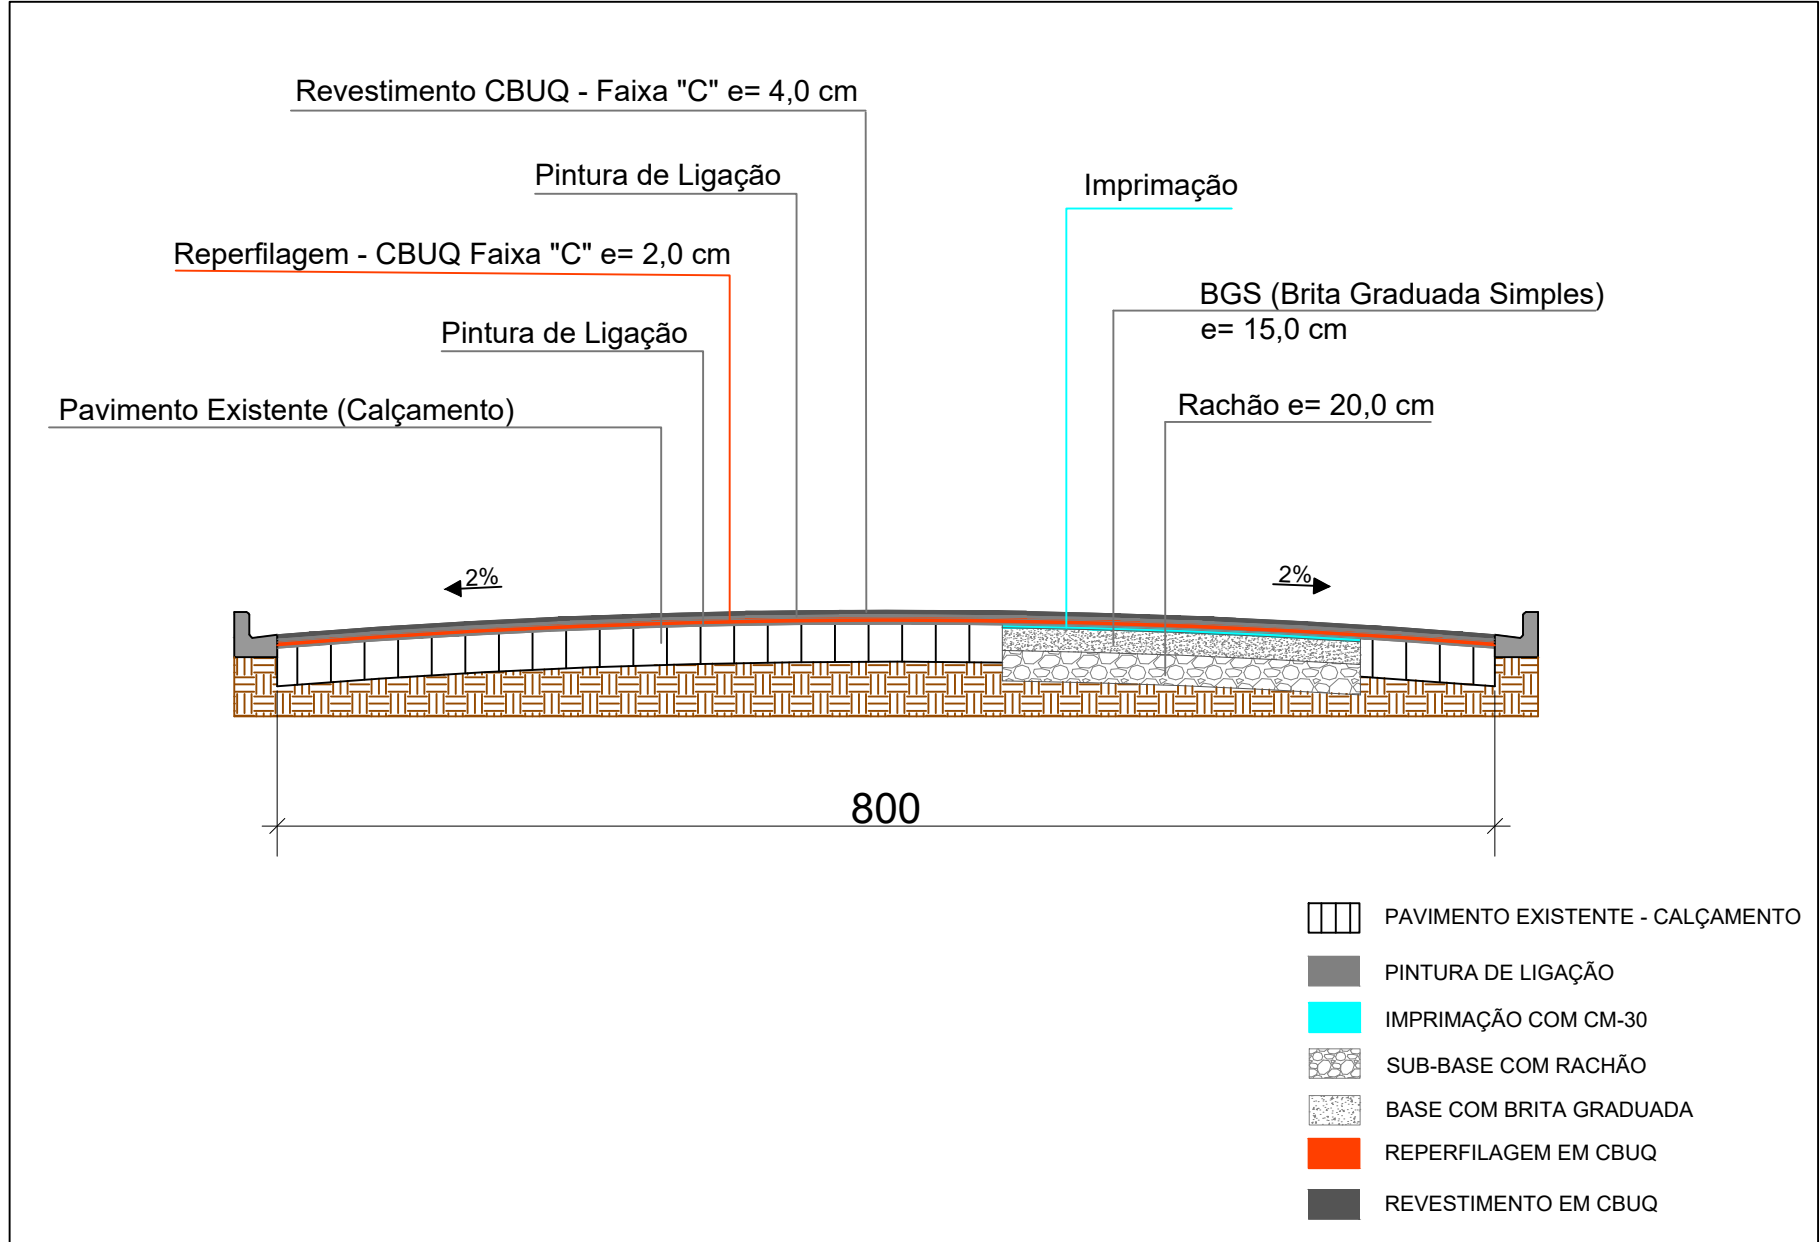 Revestimento CBUQ - Faixa "C" e= 4,0 cm
Pintura de Ligação
Imprimação
Reperfilagem - CBUQ Faixa "C" e= 2,0 cm
BGS (Brita Graduada Simples)
e= 15,0 cm
Pintura de Ligação
Rachão e= 20,0 cm
Pavimento Existente (Calçamento)
2%
2%
800
PAVIMENTO EXISTENTE - CALÇAMENTO
PINTURA DE LIGAÇÃO
IMPRIMAÇÃO COM CM-30
SUB-BASE COM RACHÃO
BASE COM BRITA GRADUADA
REPERFILAGEM EM CBUQ
REVESTIMENTO EM CBUQ